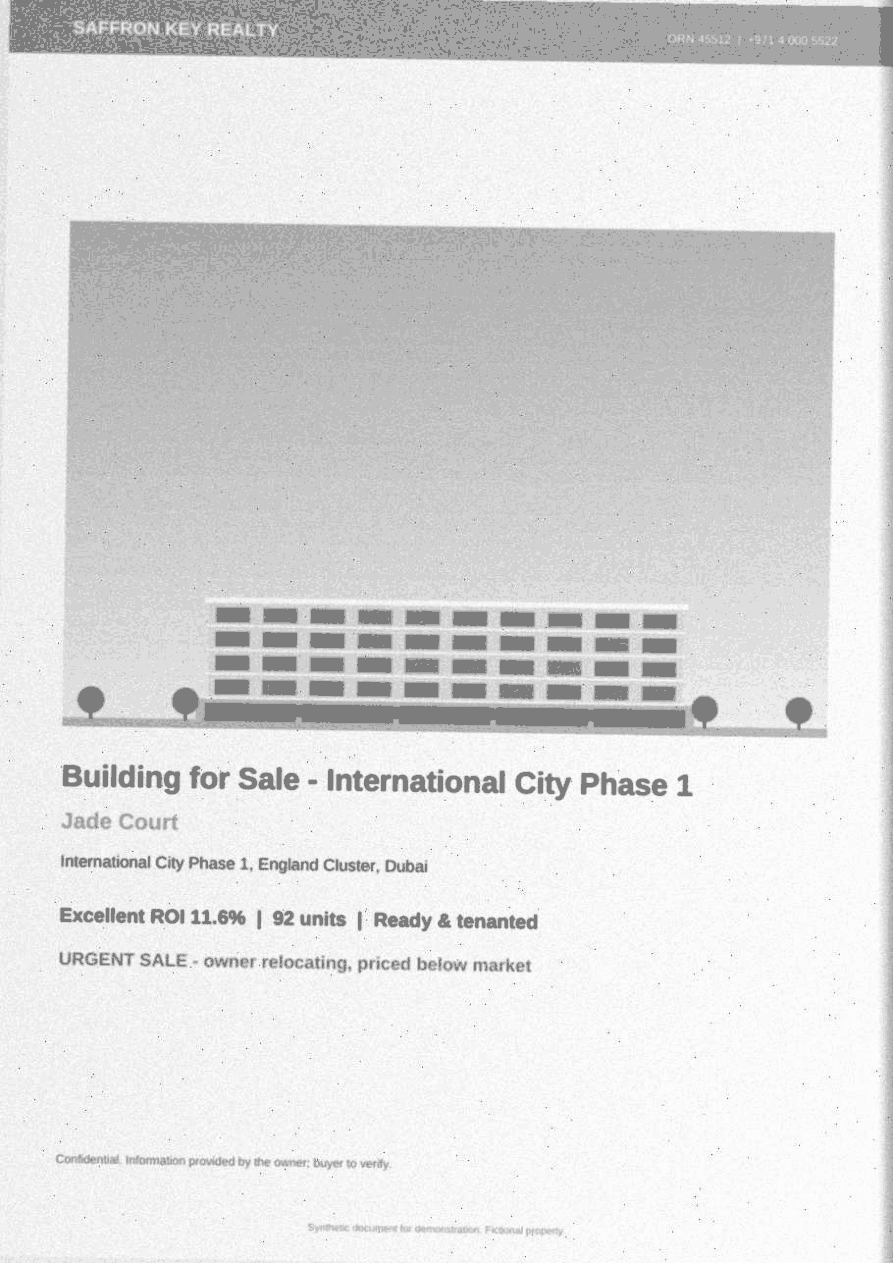 SAFFRON KEY REALTY
ORN 45512 | +971 4 000 5522
Building for Sale - International City Phase 1
Jade Court
International City Phase 1, England Cluster, Dubai
Excellent ROI 11.6% | 92 units | Ready & tenanted
URGENT SALE - owner relocating, priced below market
Confidential. Information provided by the owner; buyer to verify.
Synthetic document for demonstration. Fictional property.